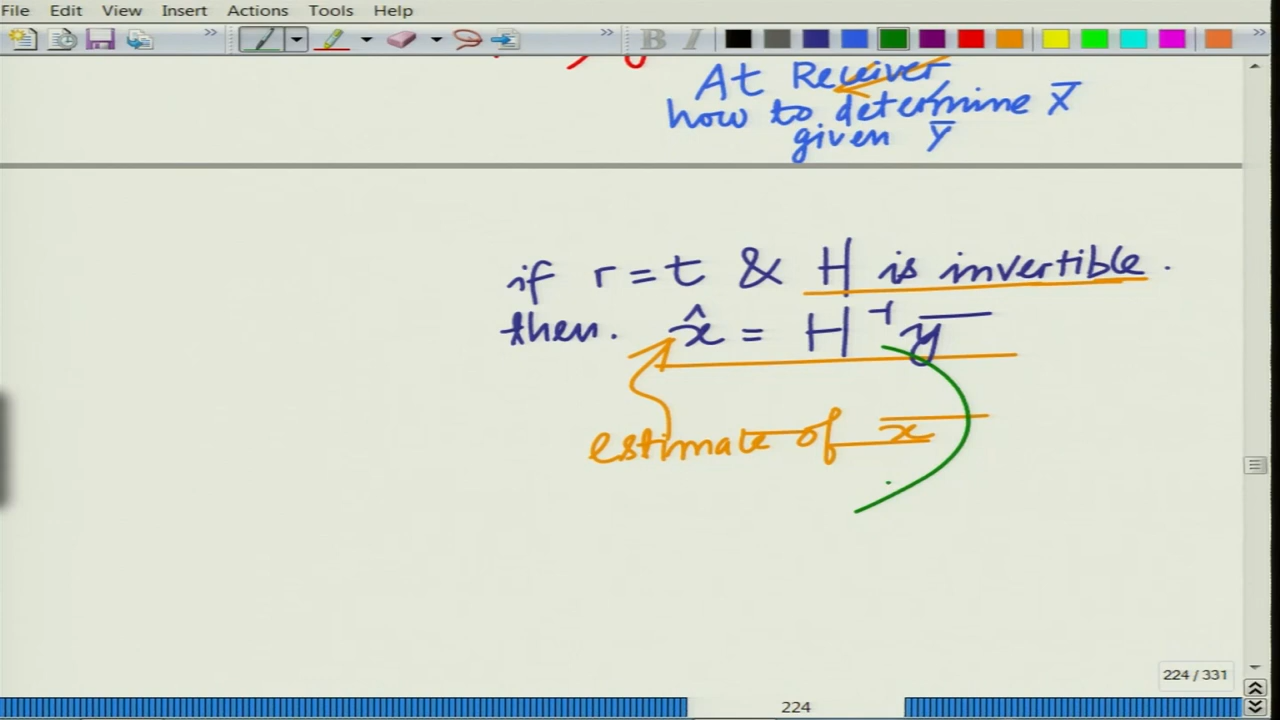 File Edit View Insert Actions Tools Help
B I
At Receiver
how to determine X̄
given Ȳ
if r = t & H is invertible.
then. x̂ = H⁻¹ ȳ
estimate of x̄
224 / 331
224